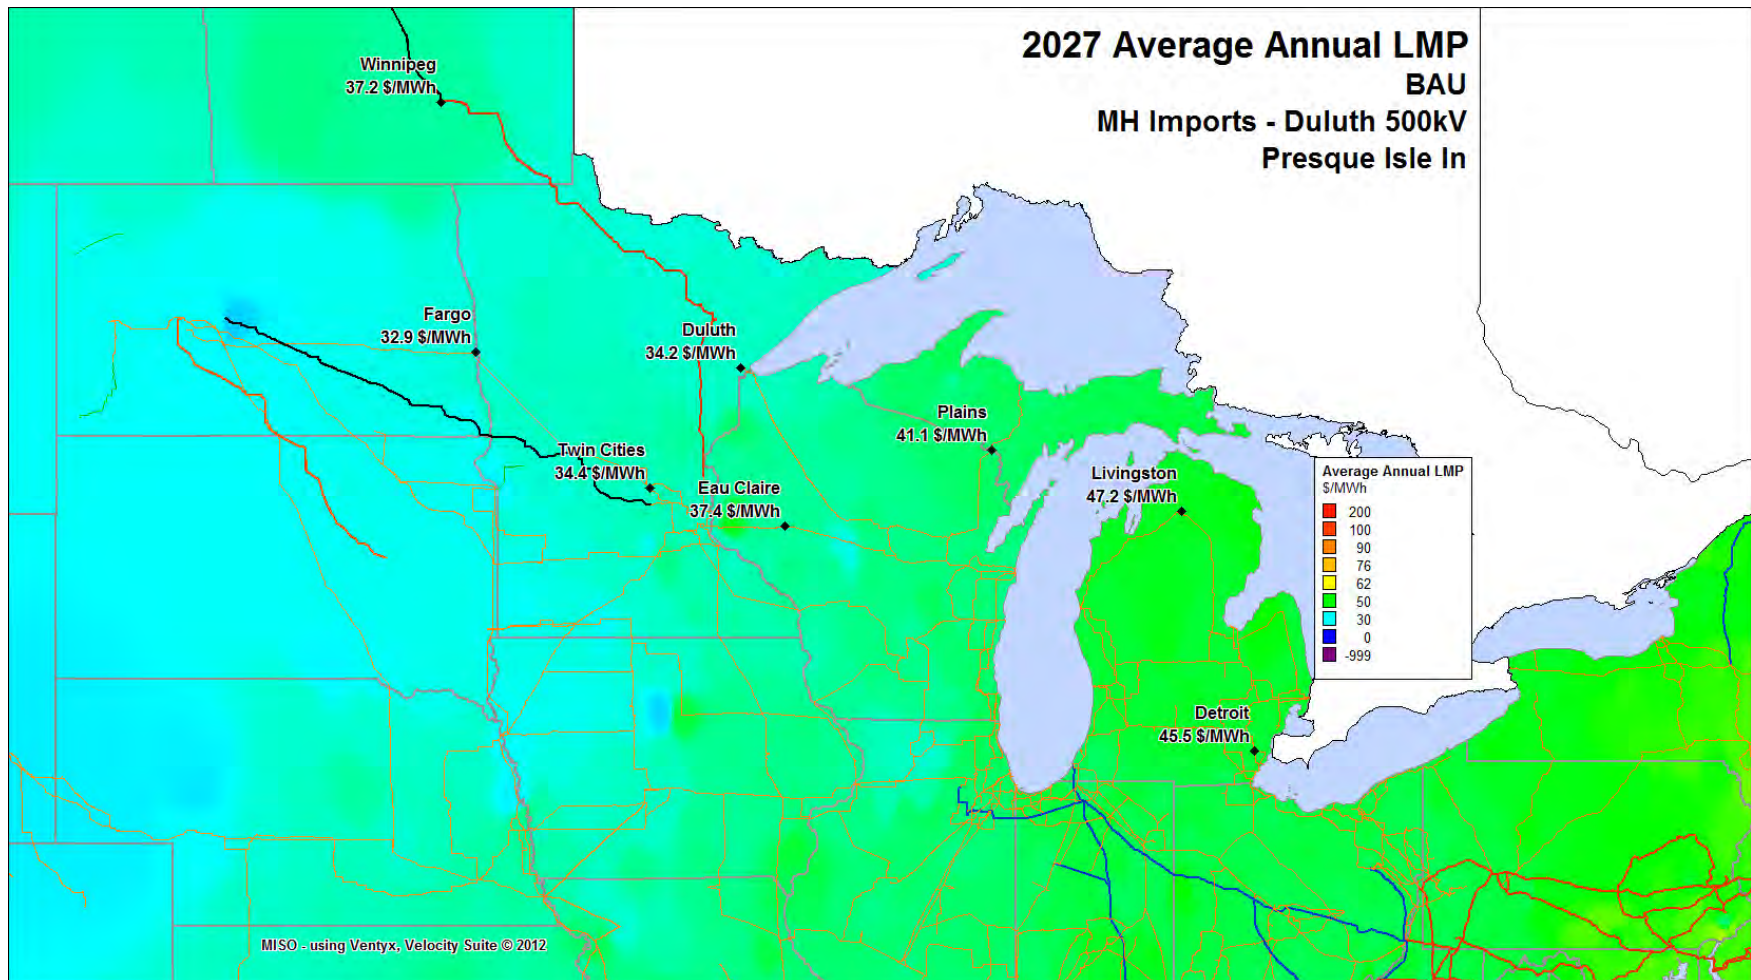 2027 Average Annual LMP
BAU
MH Imports - Duluth 500kV
Presque Isle In
Winnipeg
37.2 $/MWh
Fargo
32.9 $/MWh
Duluth
34.2 $/MWh
Plains
41.1 $/MWh
Twin Cities
34.4 $/MWh
Eau Claire
37.4 $/MWh
Livingston
47.2 $/MWh
Detroit
45.5 $/MWh
Average Annual LMP
$/MWh
200
100
90
76
62
50
30
0
-999
MISO - using Ventyx, Velocity Suite © 2012